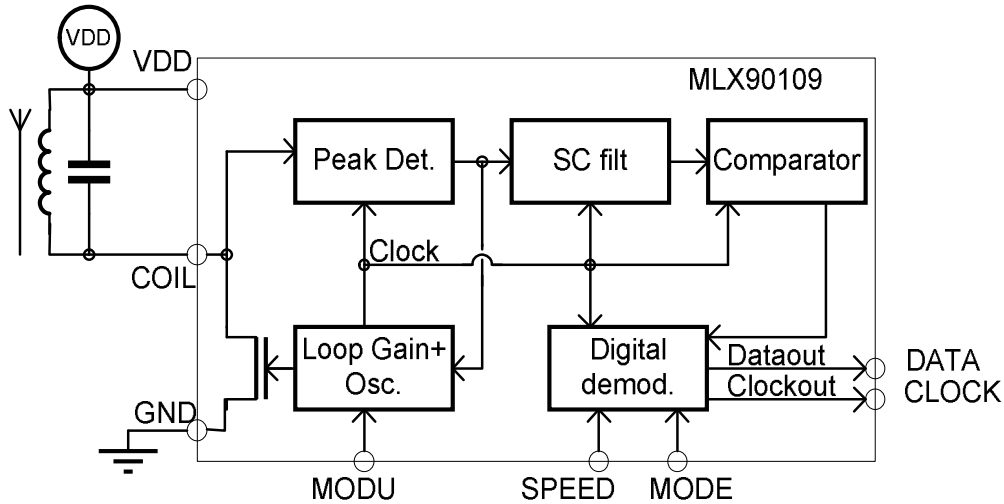 VDD
VDD
MLX90109
Peak Det.
SC filt
Comparator
Clock
COIL
Loop Gain+
Osc.
Digital
demod.
Dataout
DATA
Clockout
CLOCK
GND
MODU
SPEED
MODE